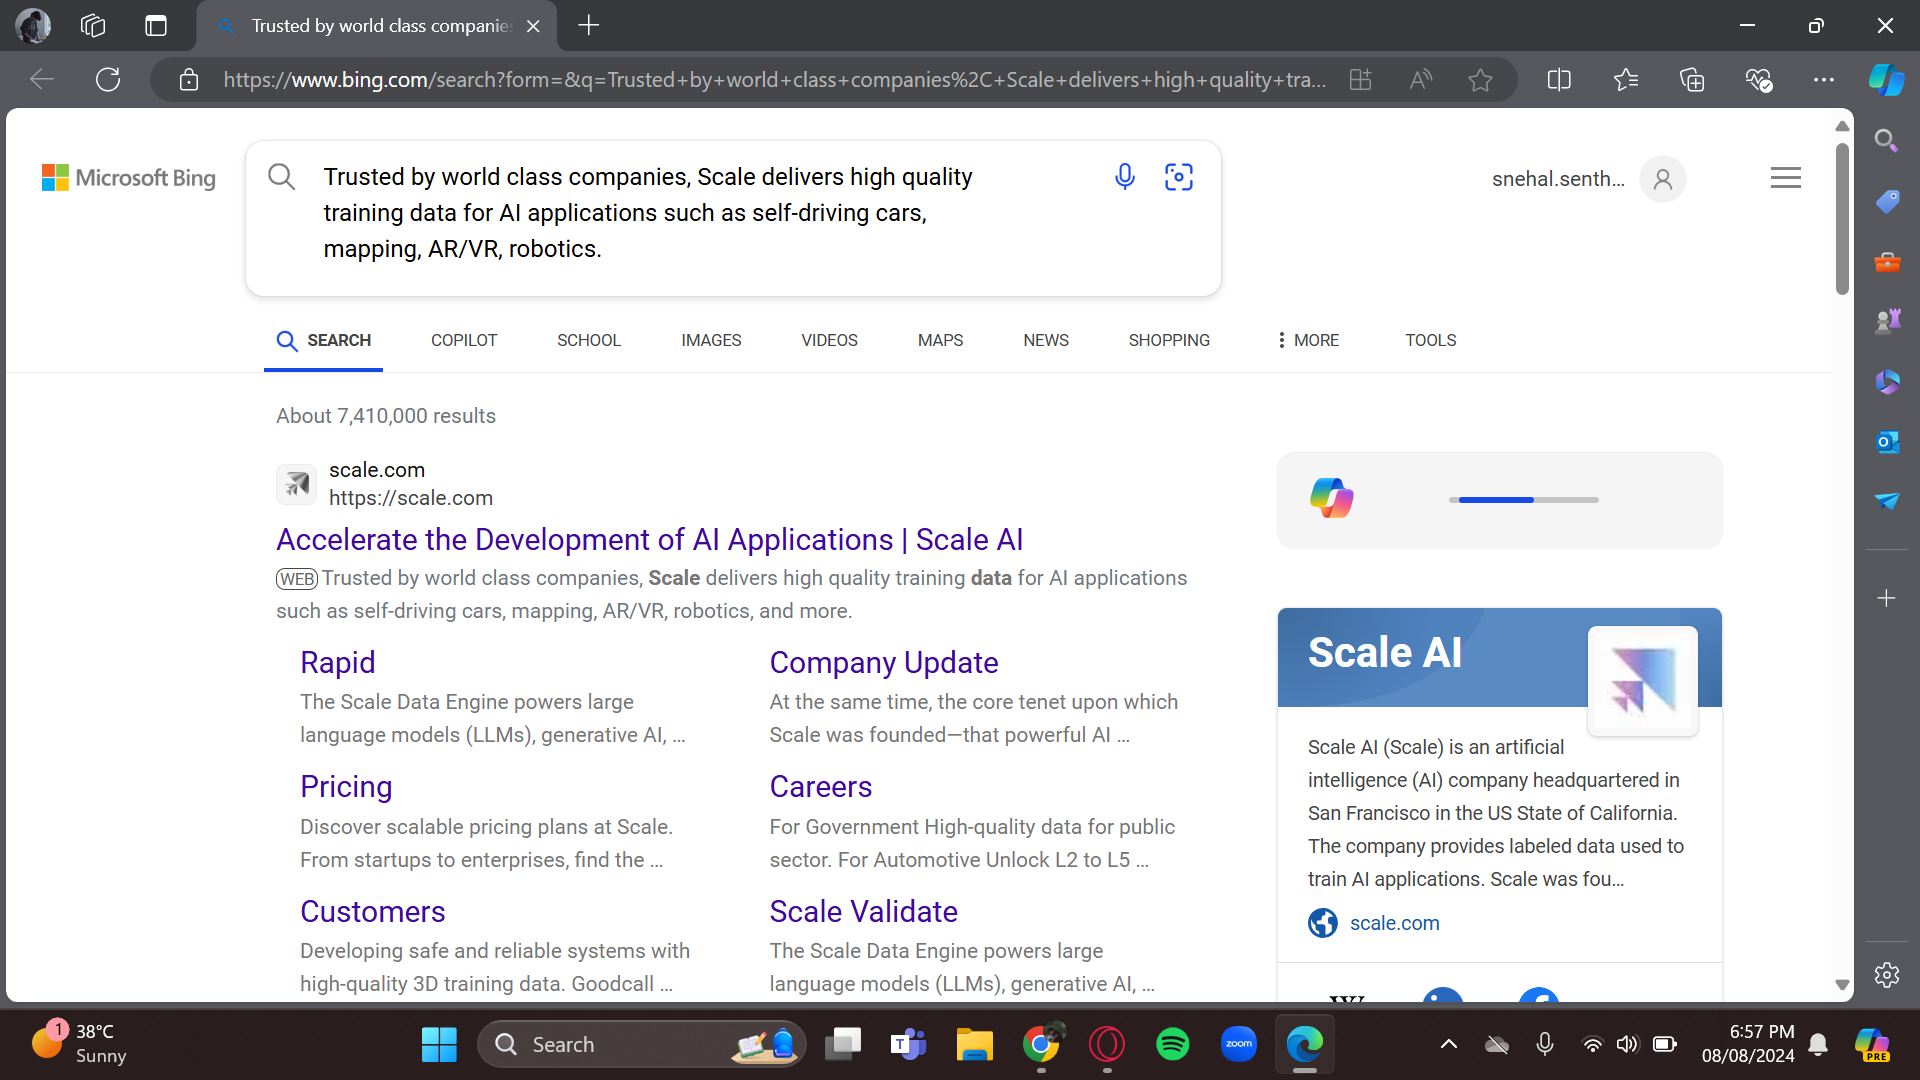 Trusted by world class companie
https://www.bing.com/search?form=&q=Trusted+by+world+class+companies%2C+Scale+delivers+high+quality+tra...
Microsoft Bing
Trusted by world class companies, Scale delivers high quality
training data for AI applications such as self-driving cars,
mapping, AR/VR, robotics.
snehal.senth...
SEARCH
COPILOT
SCHOOL
IMAGES
VIDEOS
MAPS
NEWS
SHOPPING
MORE
TOOLS
About 7,410,000 results
scale.com
https://scale.com
Accelerate the Development of AI Applications | Scale AI
WEB Trusted by world class companies, Scale delivers high quality training data for AI applications
such as self-driving cars, mapping, AR/VR, robotics, and more.
Rapid
The Scale Data Engine powers large
language models (LLMs), generative AI, ...
Company Update
At the same time, the core tenet upon which
Scale was founded—that powerful AI ...
Pricing
Discover scalable pricing plans at Scale.
From startups to enterprises, find the ...
Careers
For Government High-quality data for public
sector. For Automotive Unlock L2 to L5 ...
Customers
Developing safe and reliable systems with
high-quality 3D training data. Goodcall ...
Scale Validate
The Scale Data Engine powers large
language models (LLMs), generative AI, ...
Scale AI
Scale AI (Scale) is an artificial
intelligence (AI) company headquartered in
San Francisco in the US State of California.
The company provides labeled data used to
train AI applications. Scale was fou...
scale.com
1
38°C
Sunny
Search
zoom
6:57 PM
08/08/2024
PRE